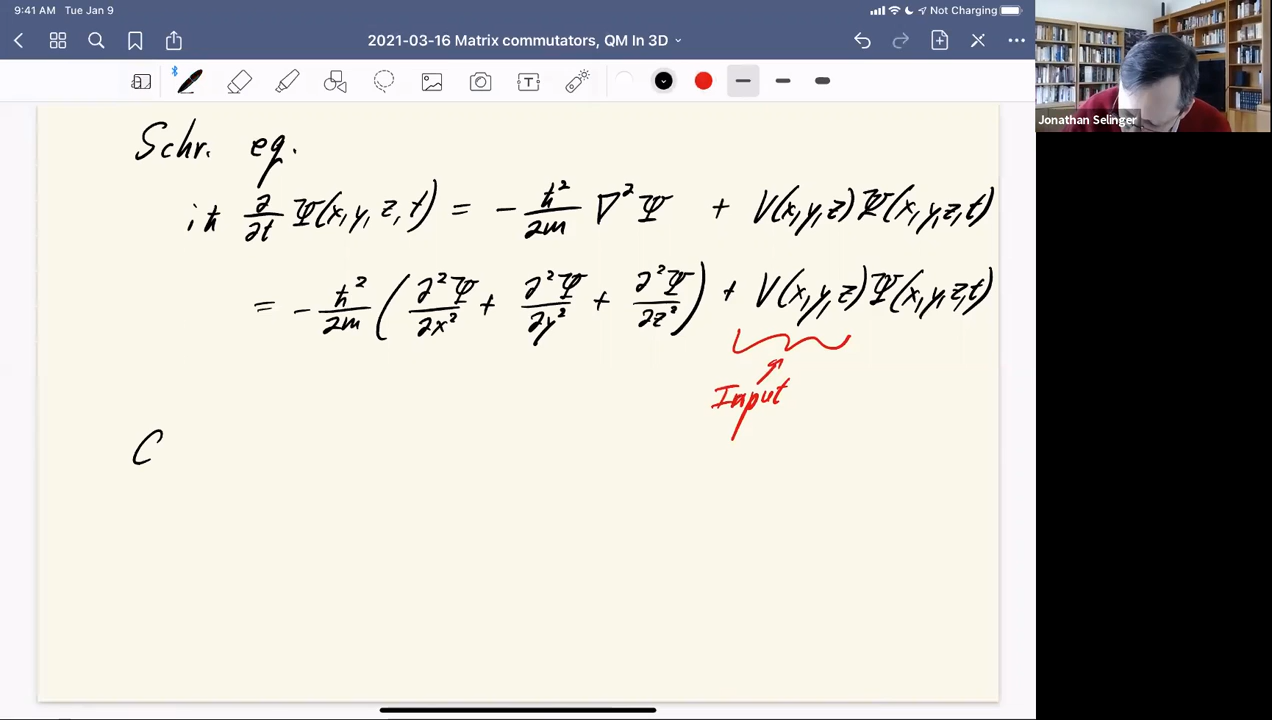 9:41 AM Tue Jan 9
Not Charging
2021-03-16 Matrix commutators, QM In 3D
Jonathan Selinger
Schr. eq.
iħ ∂/∂t Ψ(x,y,z,t) = -ħ²/2m ∇²Ψ + V(x,y,z)Ψ(x,y,z,t)
= -ħ²/2m (∂²Ψ/∂x² + ∂²Ψ/∂y² + ∂²Ψ/∂z²) + V(x,y,z)Ψ(x,y,z,t)
Input
C